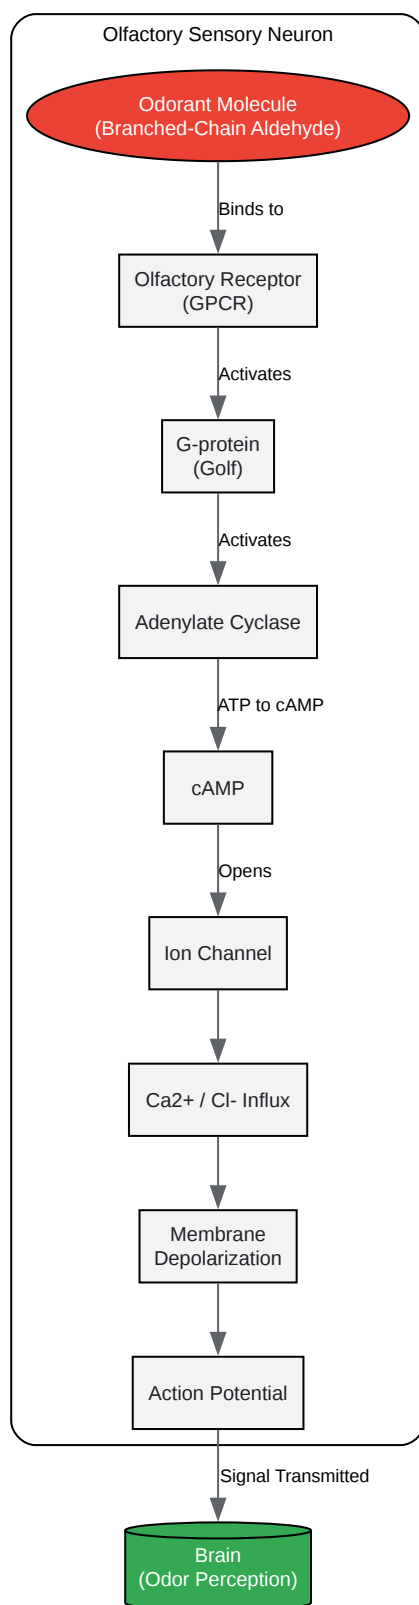 Olfactory Sensory Neuron
Odorant Molecule
(Branched-Chain Aldehyde)
Binds to
Olfactory Receptor
(GPCR)
Activates
G-protein
(Golf)
Activates
Adenylate Cyclase
ATP to cAMP
cAMP
Opens
Ion Channel
Ca2+ / Cl- Influx
Membrane
Depolarization
Action Potential
Signal Transmitted
Brain
(Odor Perception)